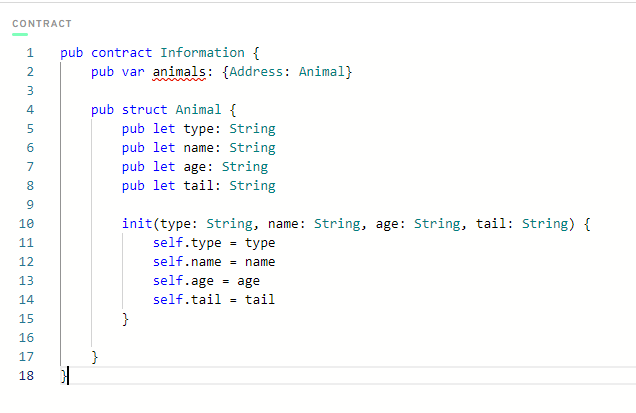 CONTRACT
1 pub contract Information {
2 pub var animals: {Address: Animal}
3
4 pub struct Animal {
5 pub let type: String
6 pub let name: String
7 pub let age: String
8 pub let tail: String
9
10 init(type: String, name: String, age: String, tail: String) {
11 self.type = type
12 self.name = name
13 self.age = age
14 self.tail = tail
15 }
16
17 }
18 }